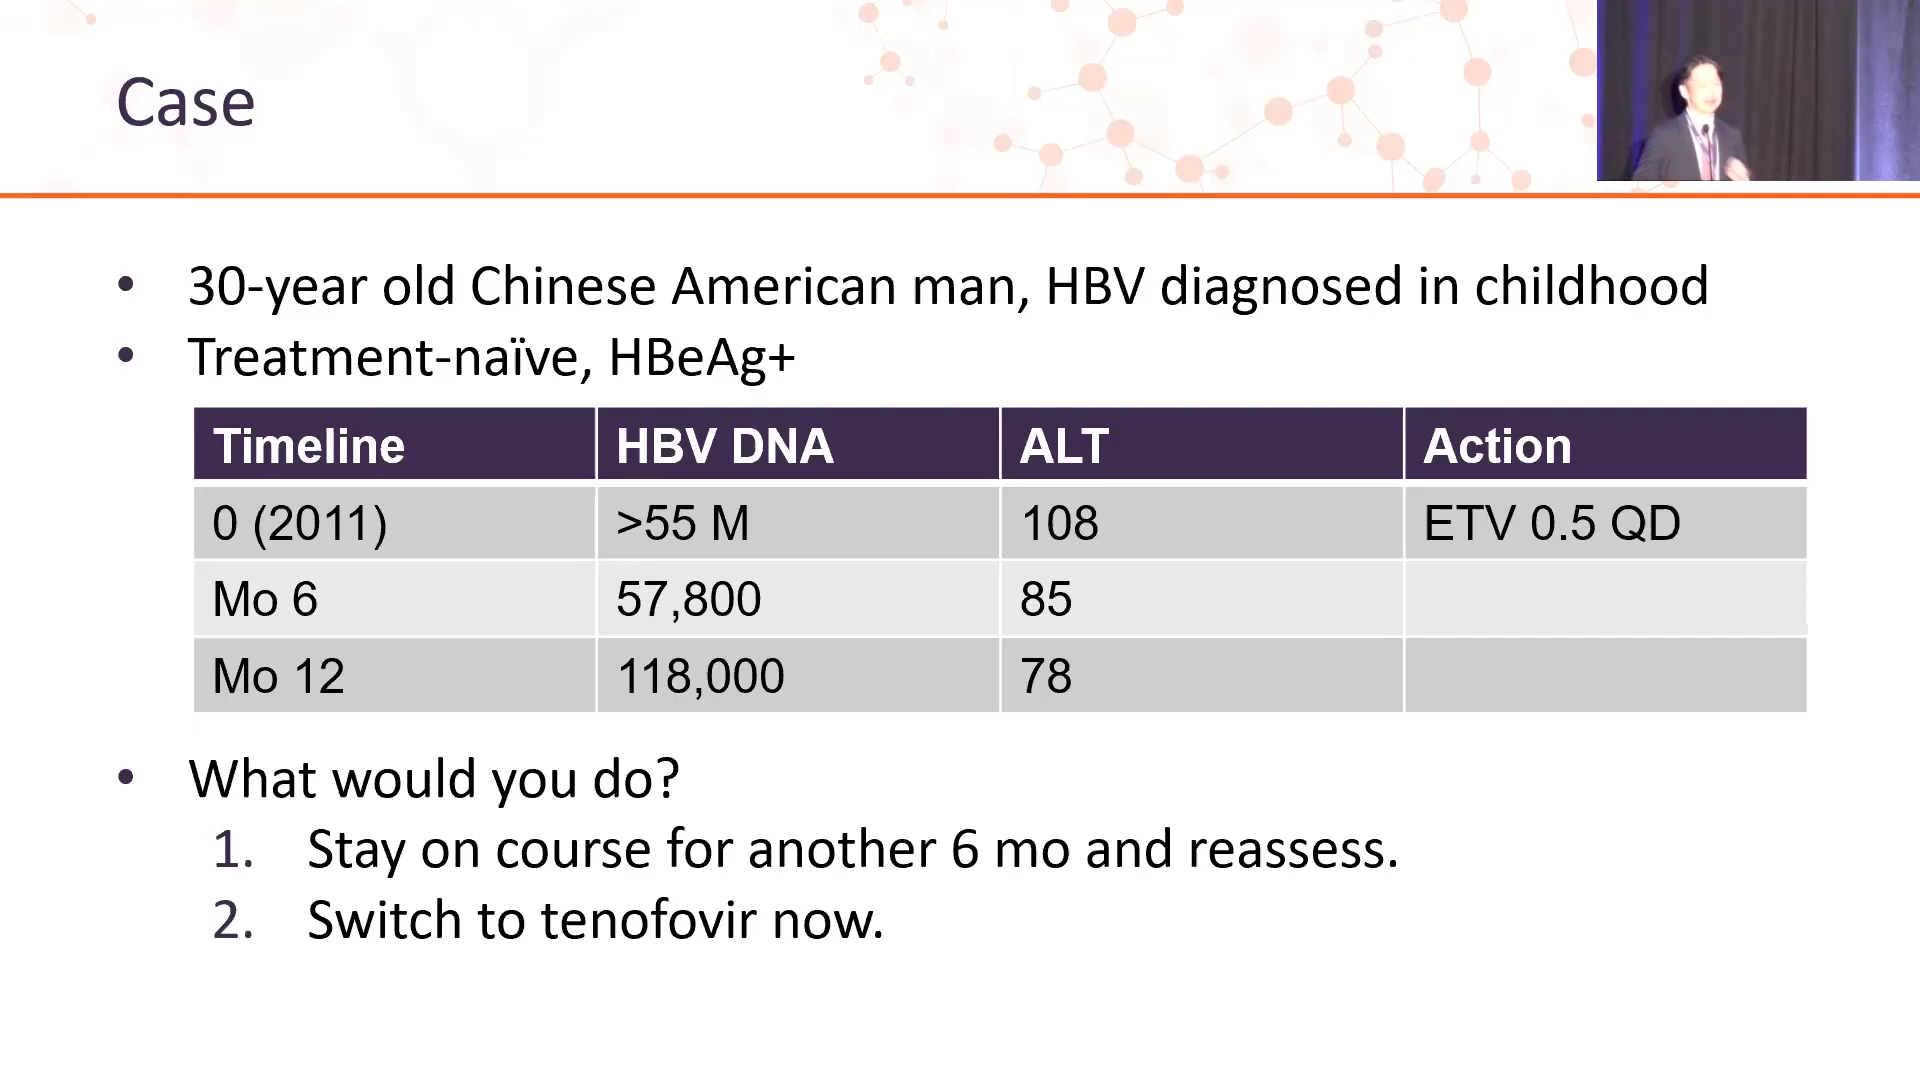 Case
• 30-year old Chinese American man, HBV diagnosed in childhood
• Treatment-naïve, HBeAg+
Timeline HBV DNA ALT Action
0 (2011) >55 M 108 ETV 0.5 QD
Mo 6 57,800 85
Mo 12 118,000 78
• What would you do?
1. Stay on course for another 6 mo and reassess.
2. Switch to tenofovir now.